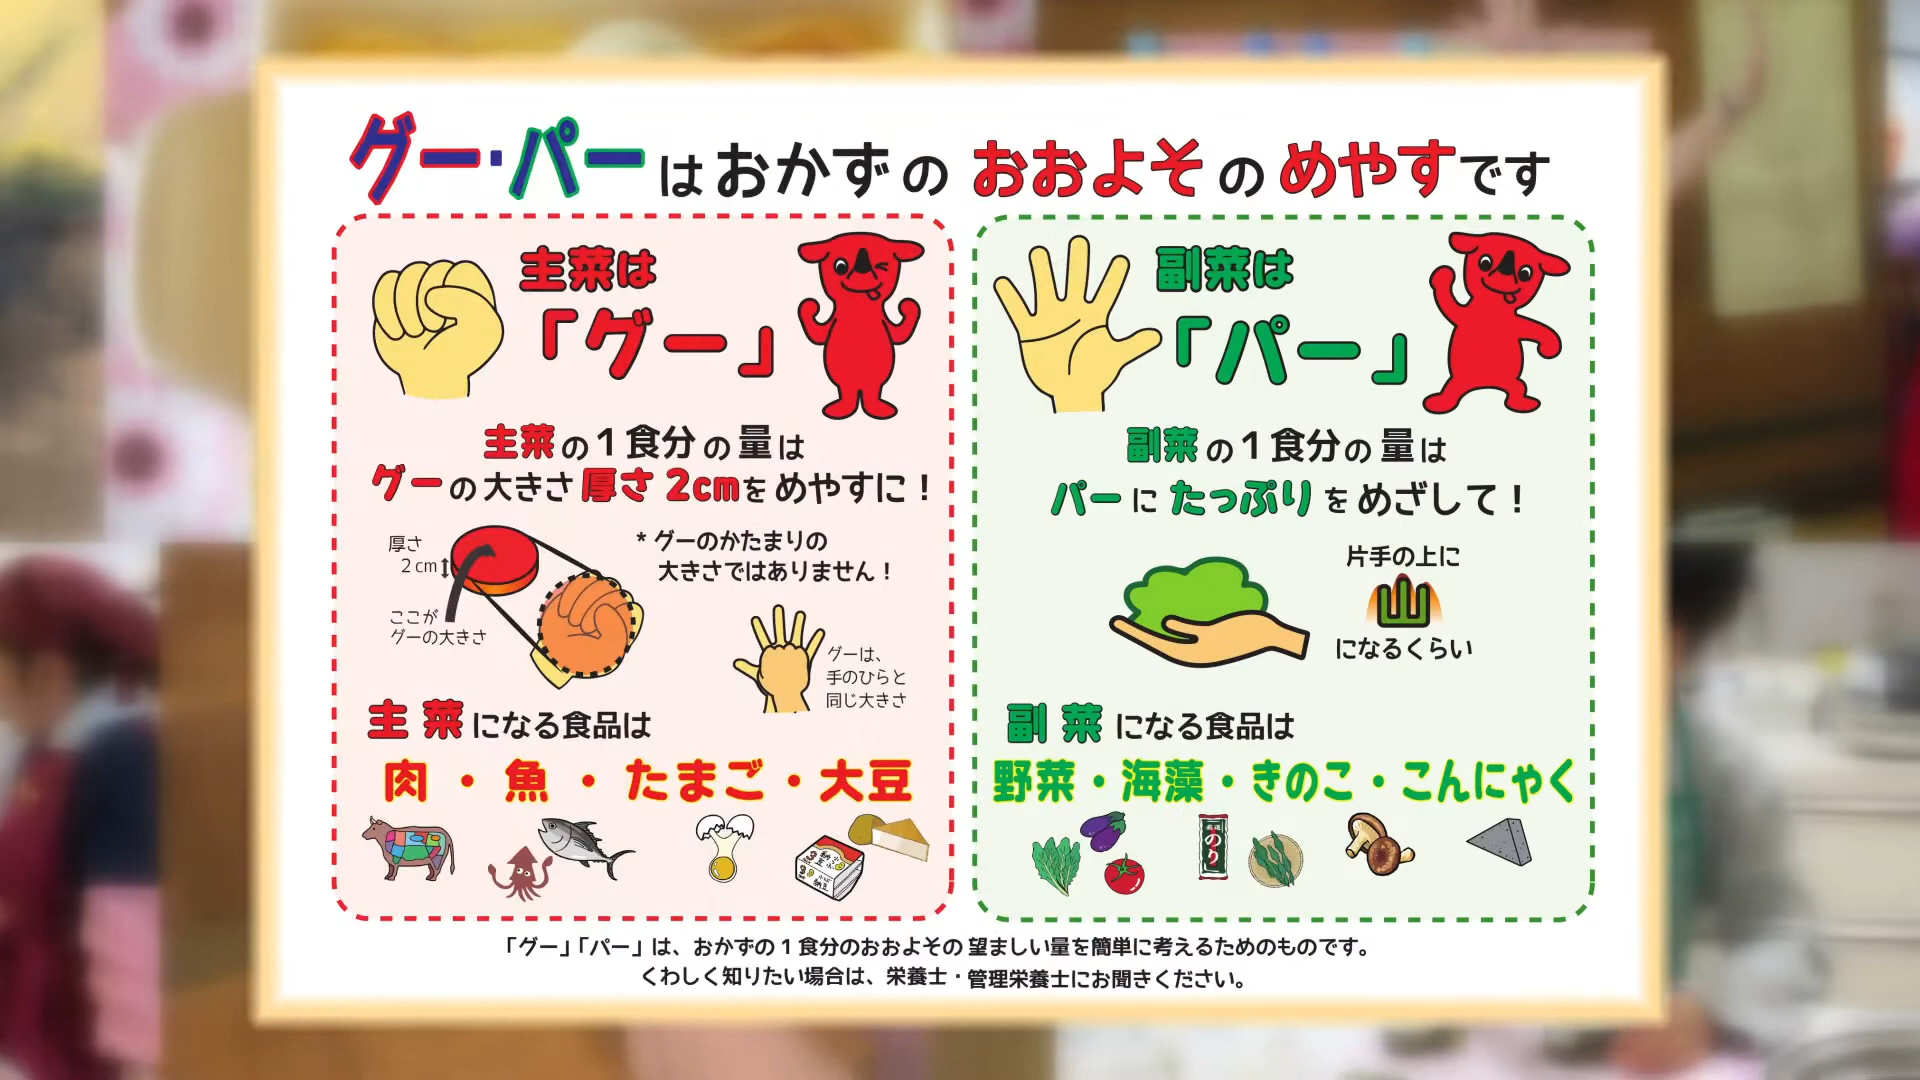 グー・パーはおかずのおおよそのめやすです
主菜は
「グー」
主菜の1食分の量は
グーの大きさ厚さ2cmをめやすに!
厚さ
2cm
ここが
グーの大きさ
*グーのかたまりの
大きさではありません!
グーは、
手のひらと
同じ大きさ
主菜になる食品は
肉・魚・たまご・大豆
副菜は
「パー」
副菜の1食分の量は
パーにたっぷりをめざして!
片手の上に
山
になるくらい
副菜になる食品は
野菜・海藻・きのこ・こんにゃく
のり
「グー」「パー」は、おかずの1食分のおおよその望ましい量を簡単に考えるためのものです。
くわしく知りたい場合は、栄養士・管理栄養士にお聞きください。